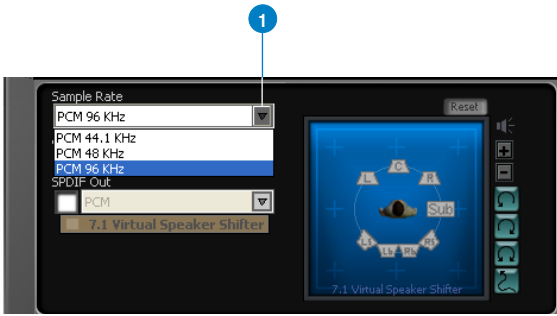 1
Sample Rate
PCM 96 KHz
PCM 44.1 KHz
PCM 48 KHz
PCM 96 KHz
SPDIF Out
PCM
7.1 Virtual Speaker Shifter
Reset
C
L
R
Sub
Ls
Rs
Lb
Rb
7.1 Virtual Speaker Shifter